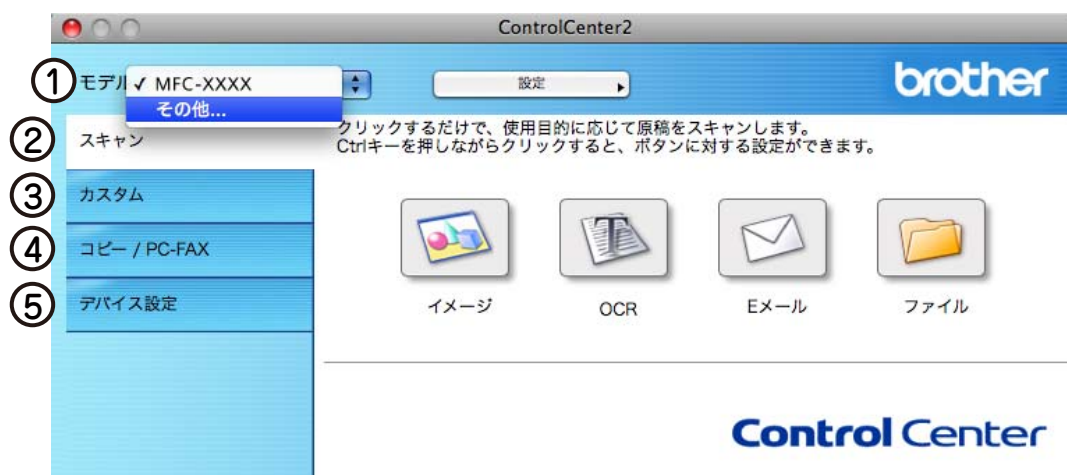 ControlCenter2
① モデル ✓ MFC-XXXX
設定
brother
その他...
② スキャン
クリックするだけで、使用目的に応じて原稿をスキャンします。
Ctrlキーを押しながらクリックすると、ボタンに対する設定ができます。
③ カスタム
④ コピー / PC-FAX
⑤ デバイス設定
イメージ
OCR
Eメール
ファイル
Control Center